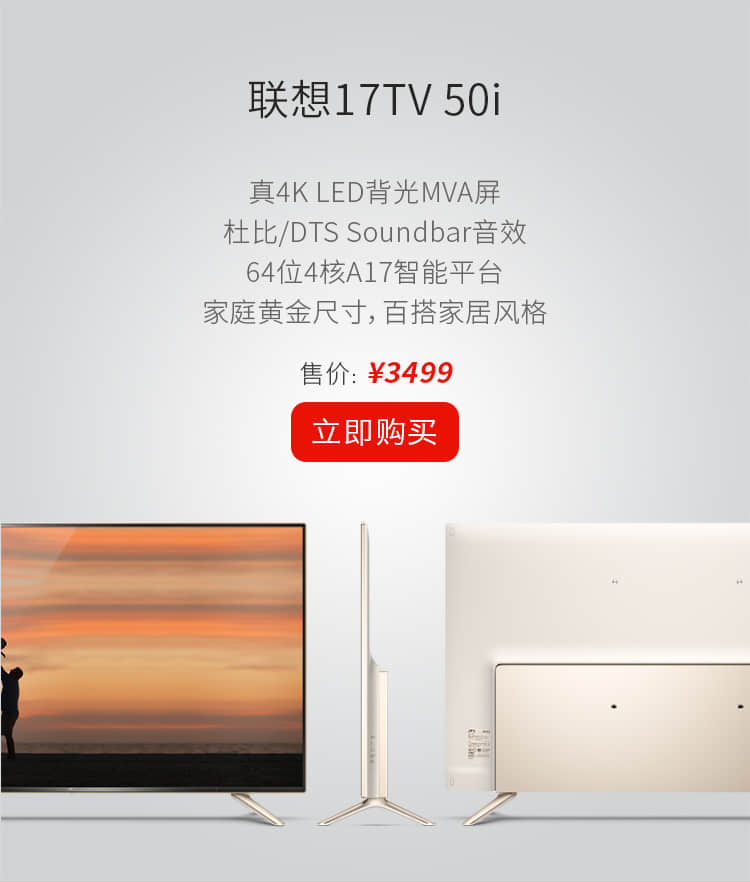 联想17TV 50i
真4K LED背光MVA屏
杜比/DTS Soundbar音效
64位4核A17智能平台
家庭黄金尺寸，百搭家居风格
售价: ¥3499
立即购买